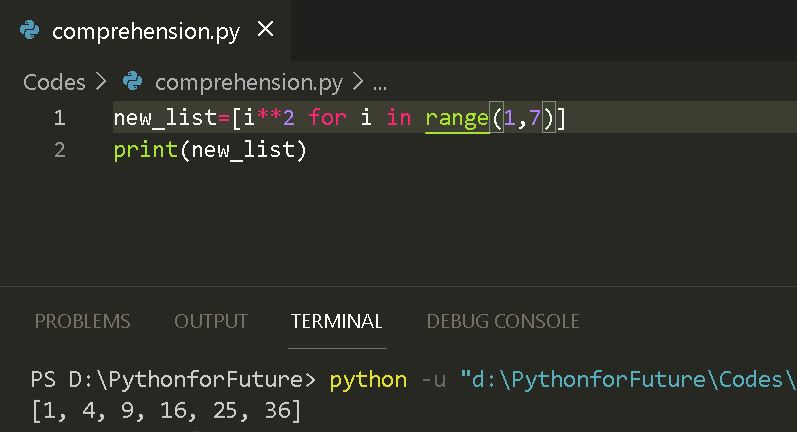 comprehension.py ×
Codes > comprehension.py > ...
1 new_list=[i**2 for i in range(1,7)]
2 print(new_list)
PROBLEMS OUTPUT TERMINAL DEBUG CONSOLE
PS D:\PythonforFuture> python -u "d:\PythonforFuture\Codes\
[1, 4, 9, 16, 25, 36]